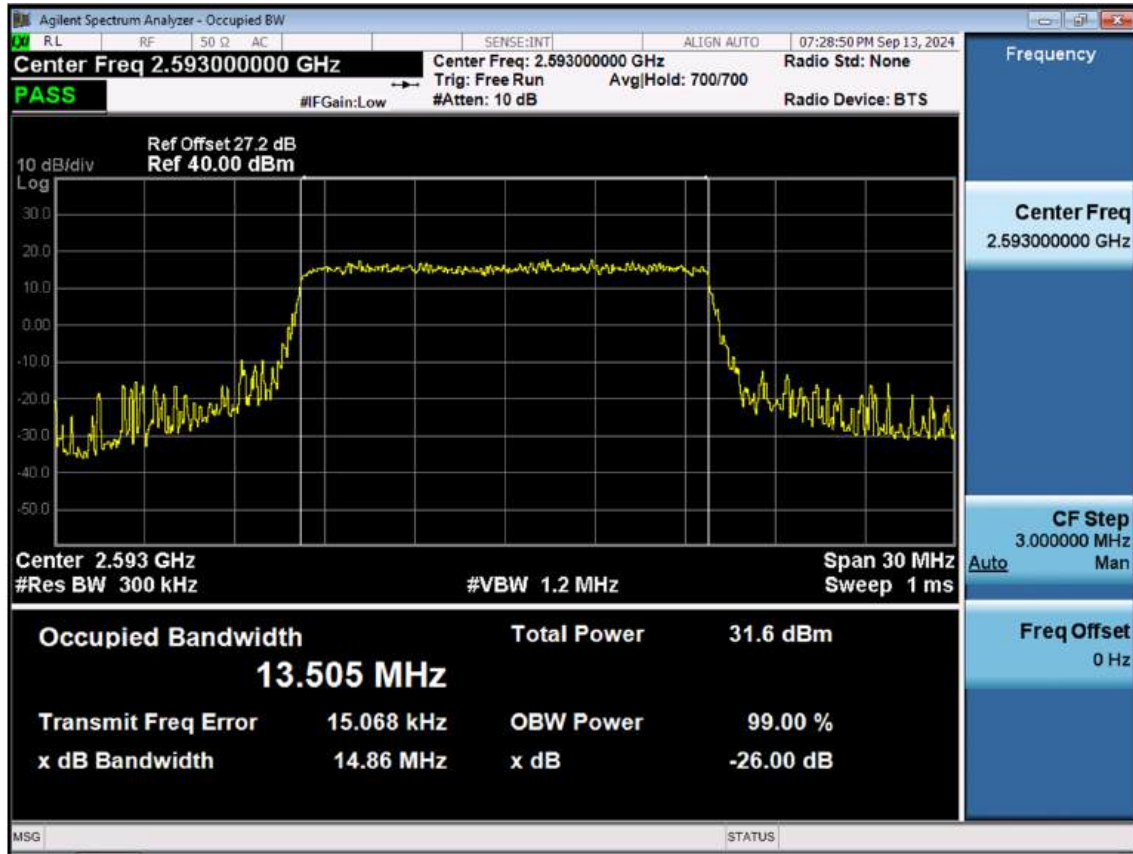 Agilent Spectrum Analyzer - Occupied BW
RL RF 50 Ω AC SENSE:INT ALIGN AUTO 07:28:50 PM Sep 13, 2024
Center Freq 2.593000000 GHz
PASS
#IFGain:Low
Center Freq: 2.593000000 GHz
Trig: Free Run Avg|Hold: 700/700
#Atten: 10 dB
Radio Std: None
Radio Device: BTS
Ref Offset 27.2 dB
10 dB/div Ref 40.00 dBm
Log
30.0
20.0
10.0
0.00
-10.0
-20.0
-30.0
-40.0
-50.0
Center 2.593 GHz Span 30 MHz
#Res BW 300 kHz #VBW 1.2 MHz Sweep 1 ms
Occupied Bandwidth Total Power 31.6 dBm
13.505 MHz
Transmit Freq Error 15.068 kHz OBW Power 99.00 %
x dB Bandwidth 14.86 MHz x dB -26.00 dB
MSG STATUS
Frequency
Center Freq
2.593000000 GHz
CF Step
3.000000 MHz
Auto Man
Freq Offset
0 Hz